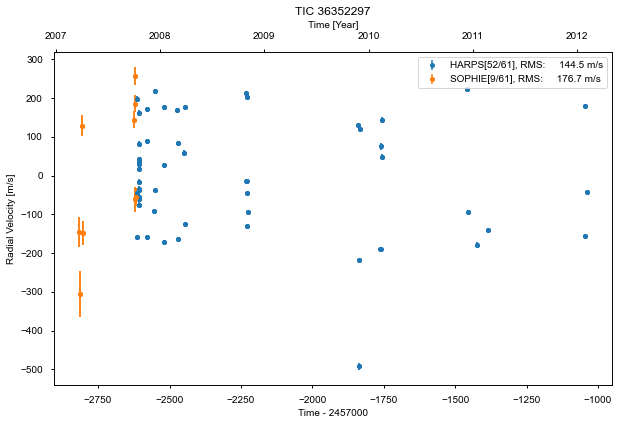 TIC 36352297
Time [Year]
2007 2008 2009 2010 2011 2012
HARPS[52/61], RMS: 144.5 m/s
SOPHIE[9/61], RMS: 176.7 m/s
Radial Velocity [m/s]
300
200
100
0
−100
−200
−300
−400
−500
−2750 −2500 −2250 −2000 −1750 −1500 −1250 −1000
Time - 2457000